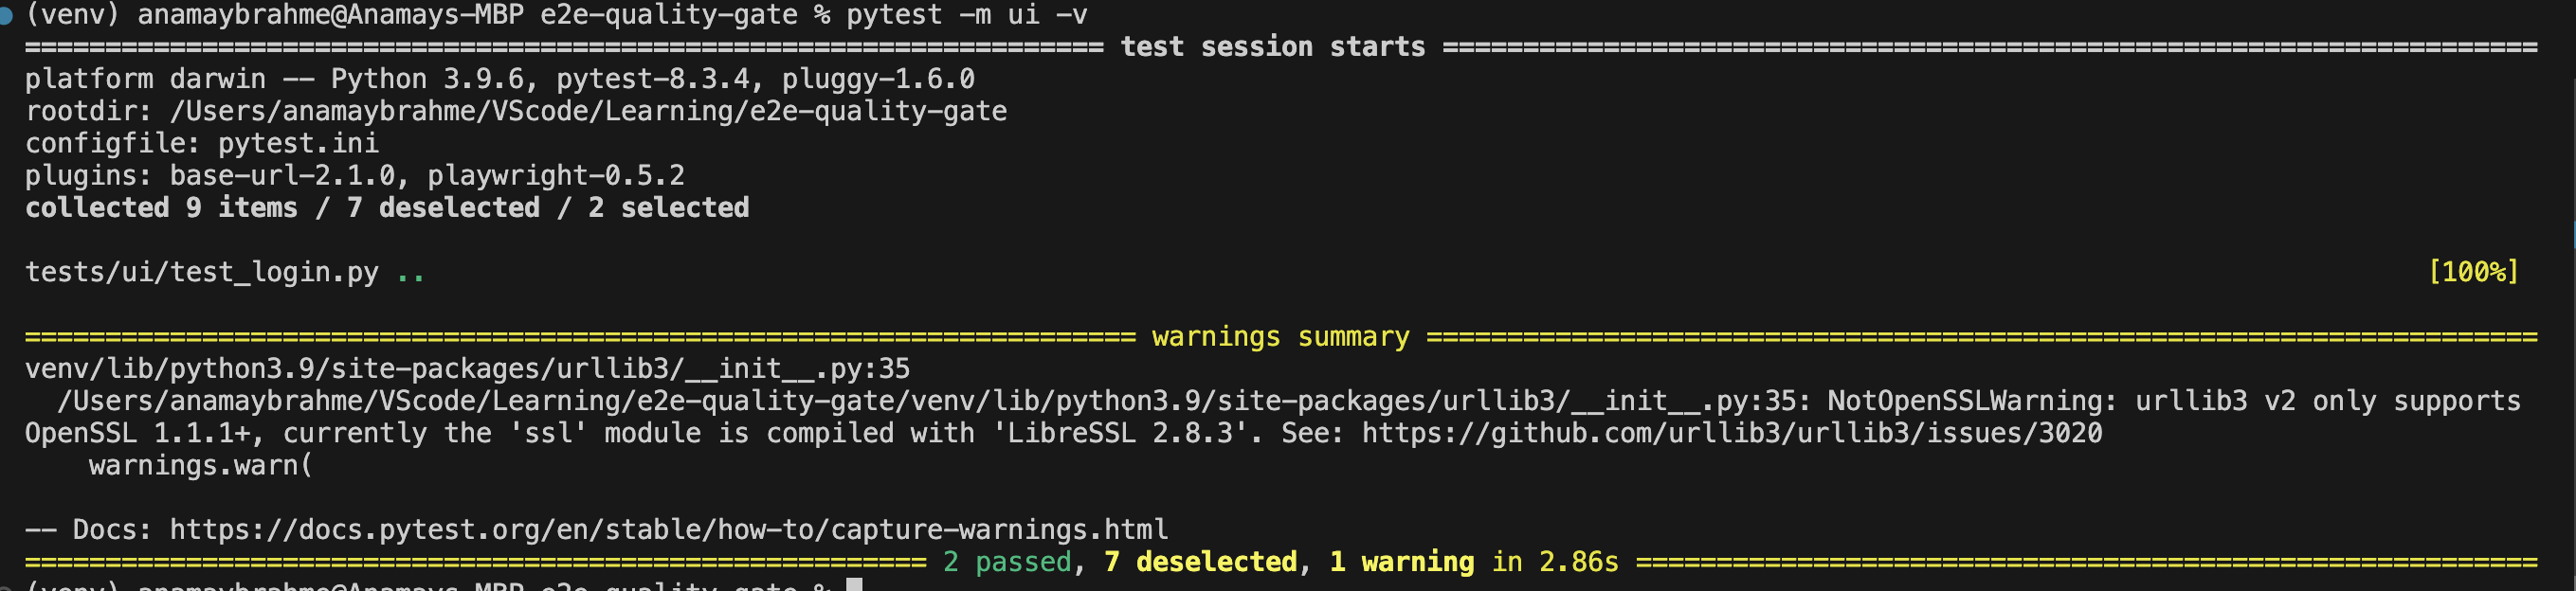 (venv) anamaybrahme@Anamays-MBP e2e-quality-gate % pytest -m ui -v
============================= test session starts =============================
platform darwin -- Python 3.9.6, pytest-8.3.4, pluggy-1.6.0
rootdir: /Users/anamaybrahme/VScode/Learning/e2e-quality-gate
configfile: pytest.ini
plugins: base-url-2.1.0, playwright-0.5.2
collected 9 items / 7 deselected / 2 selected
tests/ui/test_login.py .. [100%]
============================= warnings summary =============================
venv/lib/python3.9/site-packages/urllib3/__init__.py:35
/Users/anamaybrahme/VScode/Learning/e2e-quality-gate/venv/lib/python3.9/site-packages/urllib3/__init__.py:35: NotOpenSSLWarning: urllib3 v2 only supports
OpenSSL 1.1.1+, currently the 'ssl' module is compiled with 'LibreSSL 2.8.3'. See: https://github.com/urllib3/urllib3/issues/3020
warnings.warn(
-- Docs: https://docs.pytest.org/en/stable/how-to/capture-warnings.html
============================= 2 passed, 7 deselected, 1 warning in 2.86s =============================
(venv) anamaybrahme@Anamays-MBP e2e-quality-gate %